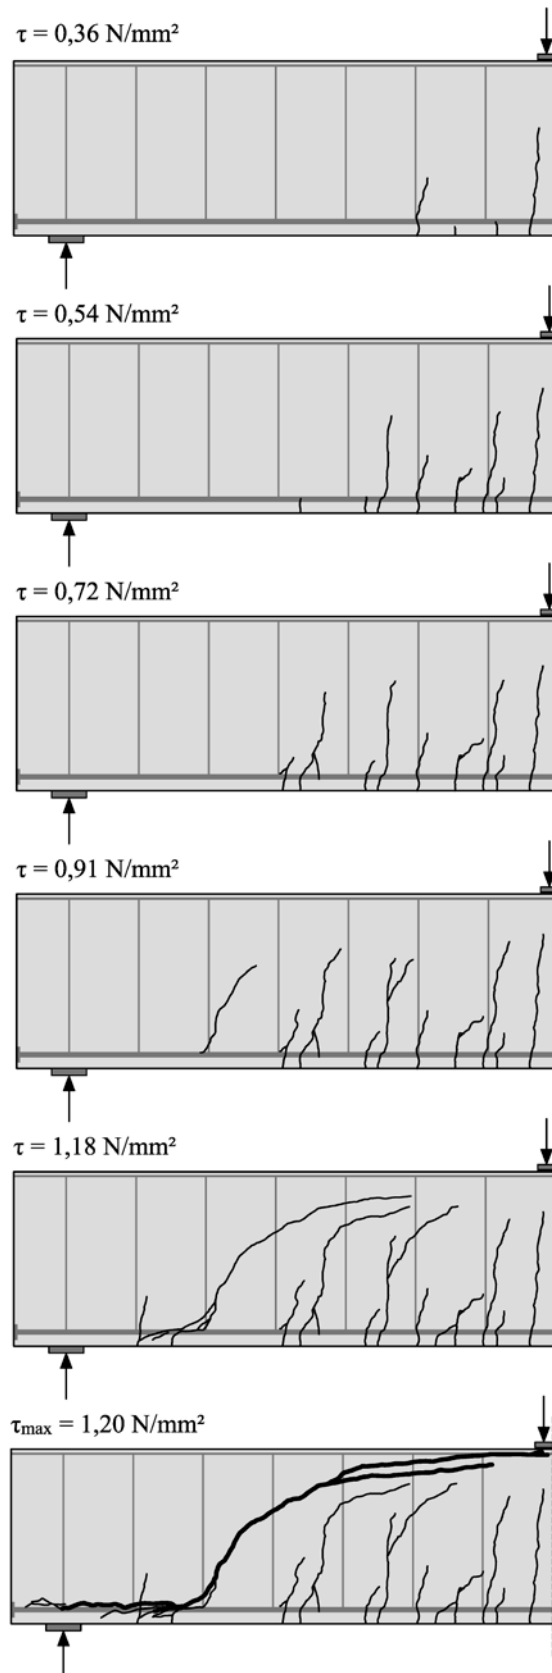 τ = 0,36 N/mm²
τ = 0,54 N/mm²
τ = 0,72 N/mm²
τ = 0,91 N/mm²
τ = 1,18 N/mm²
τmax = 1,20 N/mm²